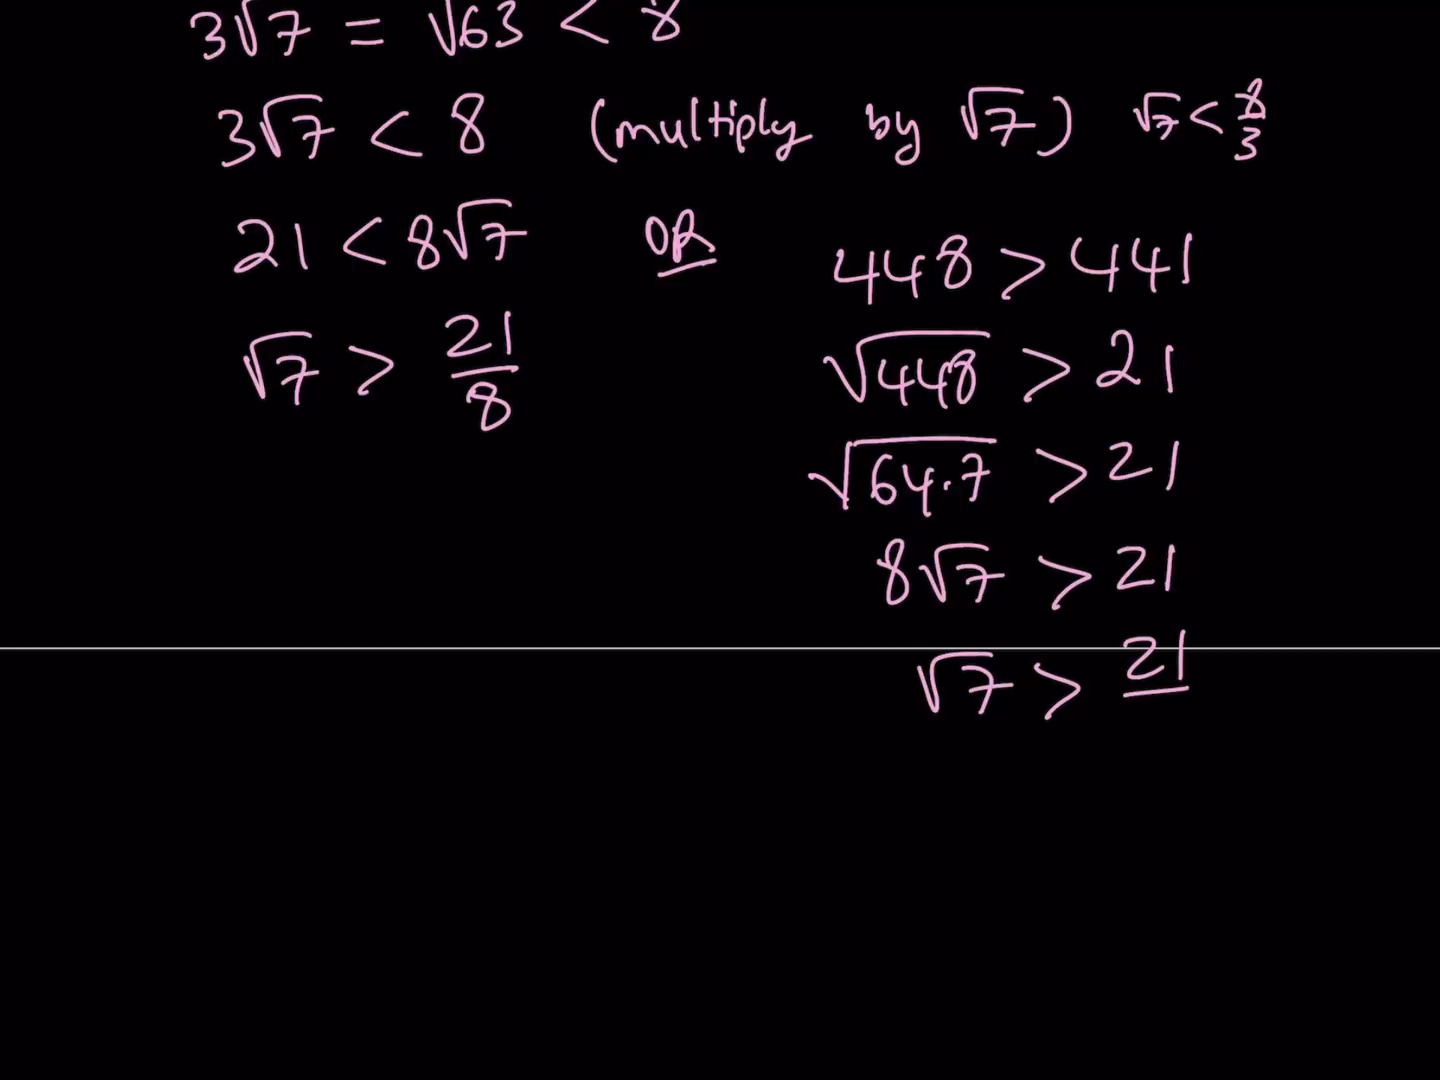 3√7 = √63 < 8
3√7 < 8 (multiply by √7) √7 < 8/3
21 < 8√7 OR
√7 > 21/8
448 > 441
√448 > 21
√64.7 > 21
8√7 > 21
√7 > 21